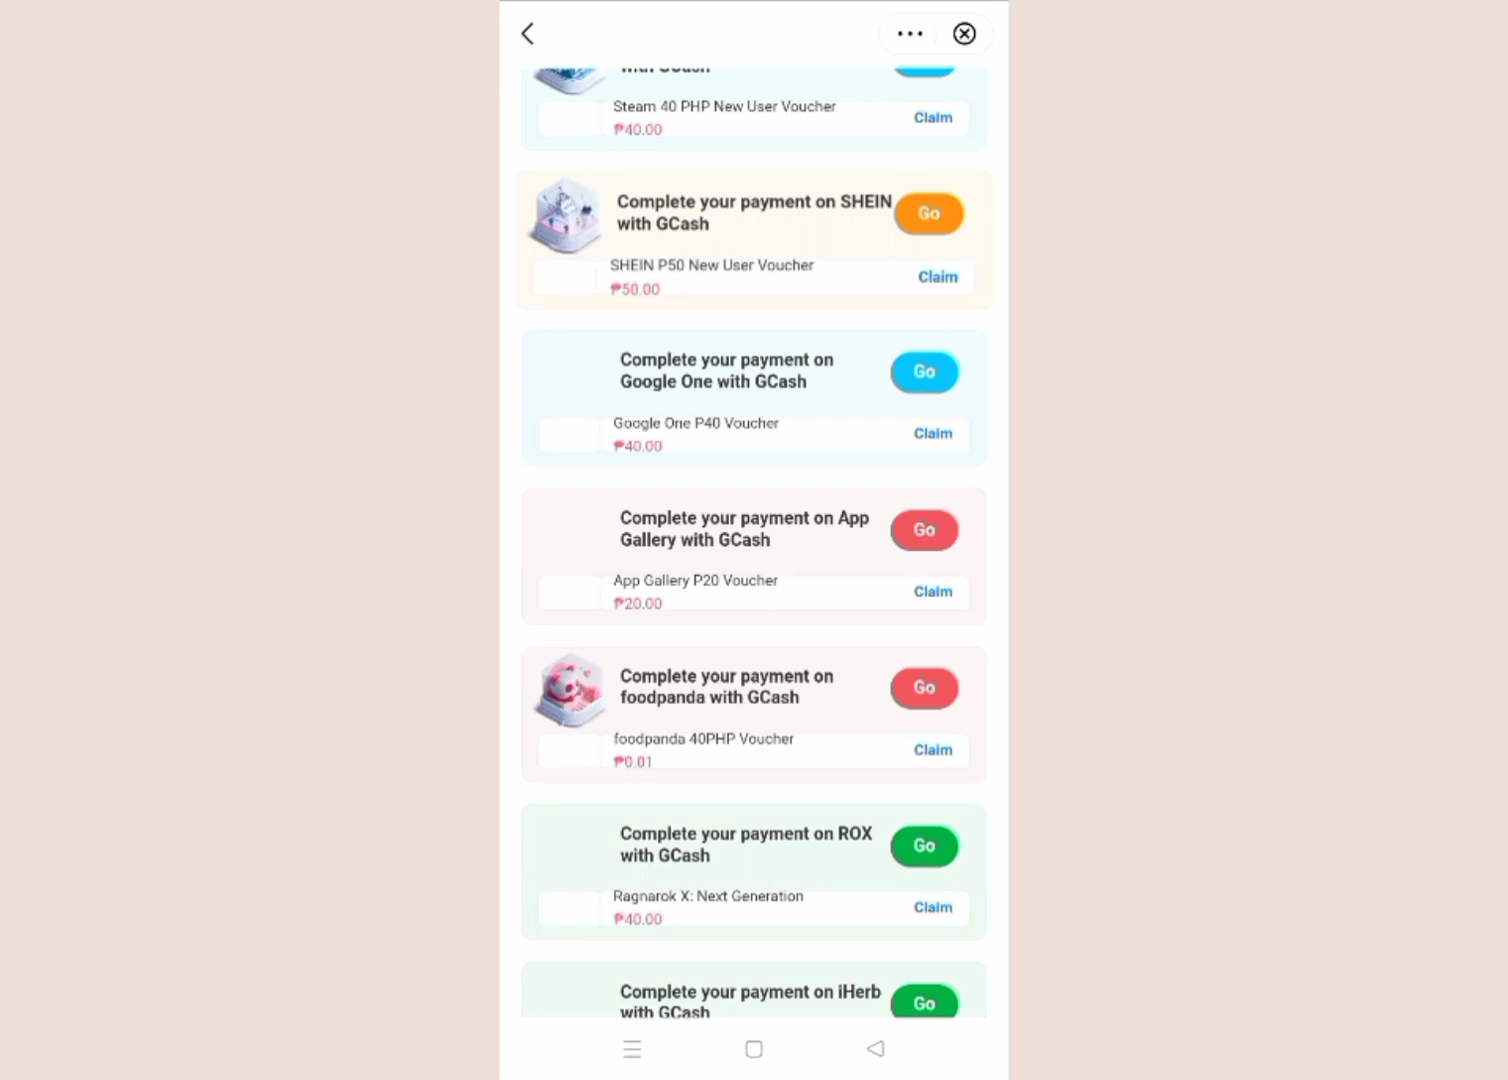 with GCash
Steam 40 PHP New User Voucher
₱40.00
Claim
Complete your payment on SHEIN
with GCash
Go
SHEIN P50 New User Voucher
₱50.00
Claim
Complete your payment on
Google One with GCash
Go
Google One P40 Voucher
₱40.00
Claim
Complete your payment on App
Gallery with GCash
Go
App Gallery P20 Voucher
₱20.00
Claim
Complete your payment on
foodpanda with GCash
Go
foodpanda 40PHP Voucher
₱0.01
Claim
Complete your payment on ROX
with GCash
Go
Ragnarok X: Next Generation
₱40.00
Claim
Complete your payment on iHerb
with GCash
Go